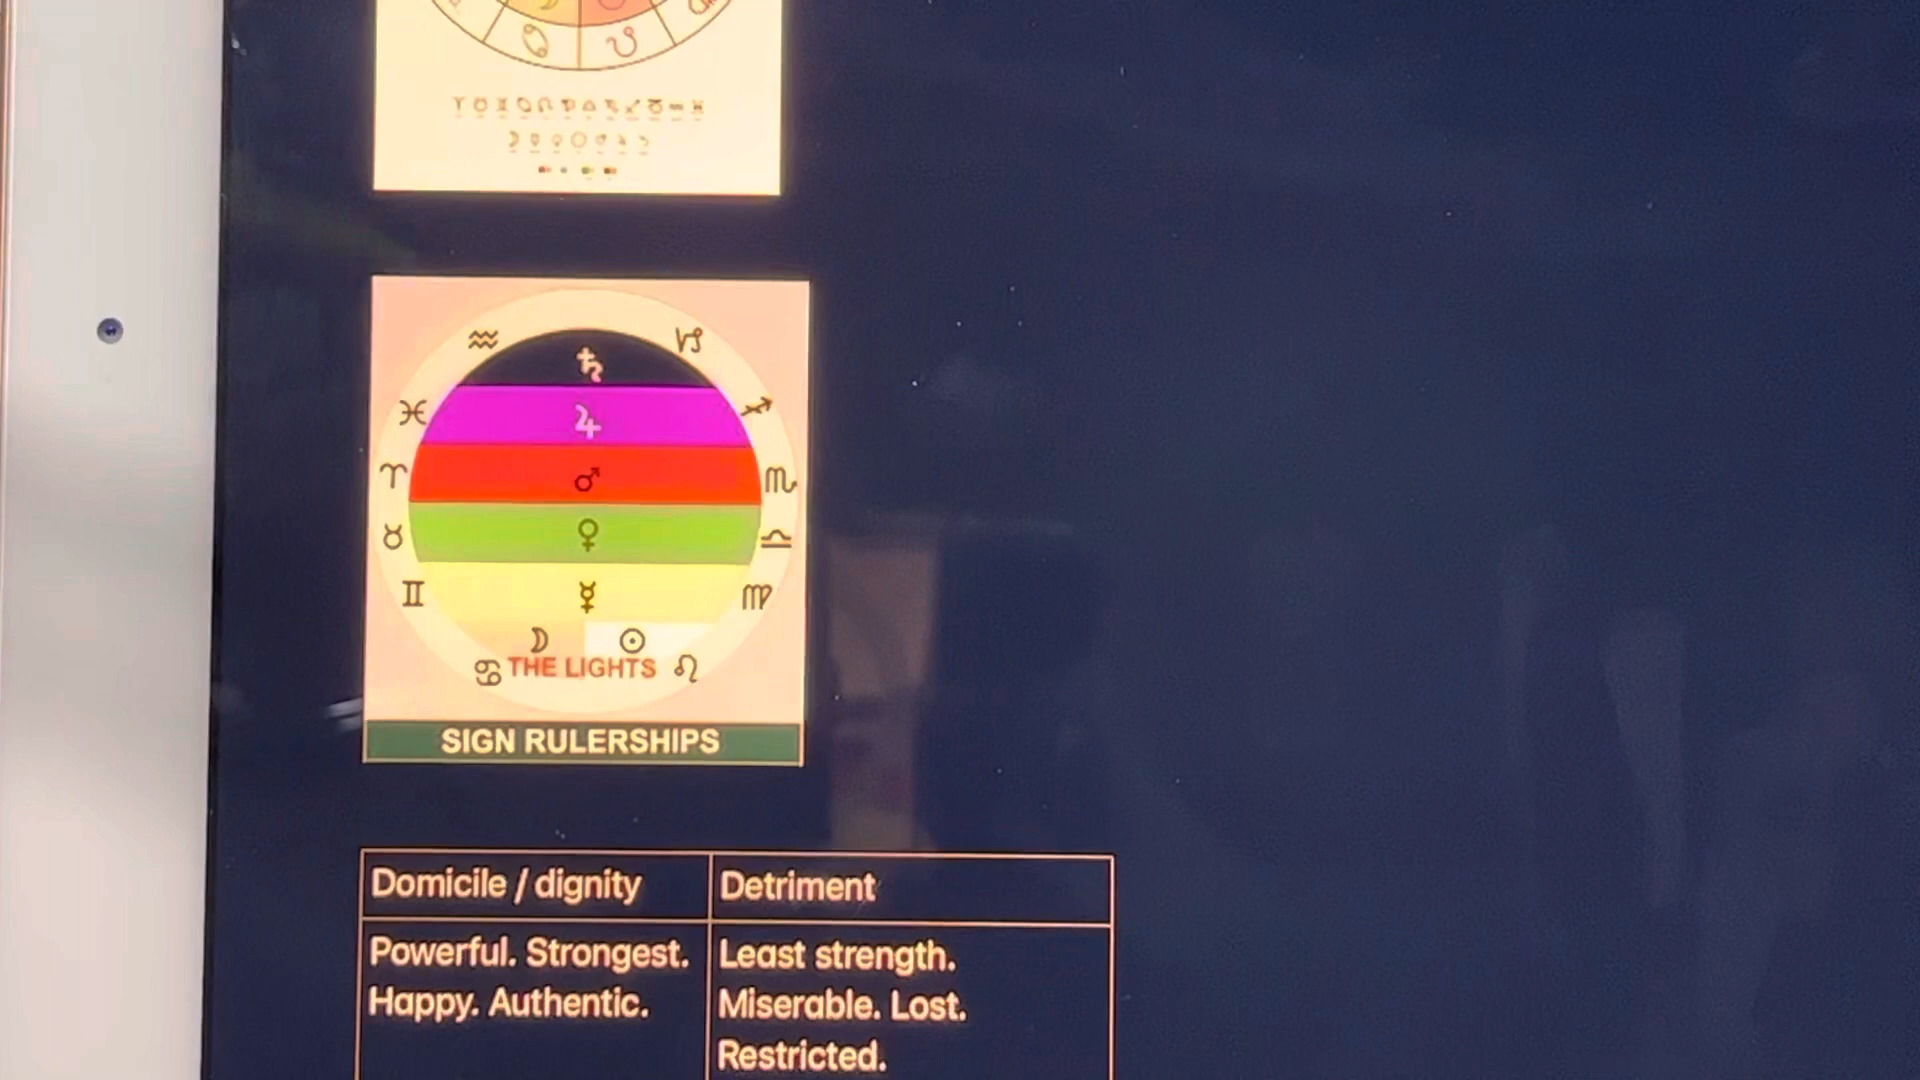 ♈ ♉ ♊ ♋ ♌ ♍ ♎ ♏ ♐ ♑ ♒ ♓
♒ ♑
♄
♓ ♃ ♐
♈ ♂ ♏
♉ ♀ ♎
♊ ☿ ♍
☽ ☉
♋ THE LIGHTS ♌
SIGN RULERSHIPS
Domicile / dignity
Detriment
Powerful. Strongest.
Happy. Authentic.
Least strength.
Miserable. Lost.
Restricted.